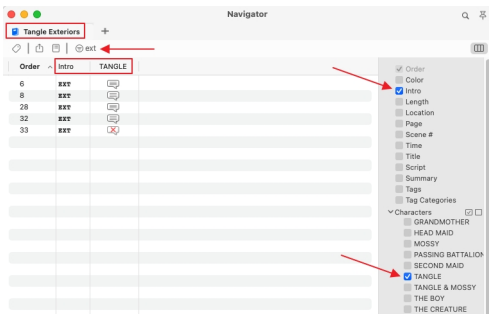 Navigator
Tangle Exteriors
ext
Order Intro TANGLE
6 EXT
8 EXT
28 EXT
32 EXT
33 EXT
Order
Color
Intro
Length
Location
Page
Scene #
Time
Title
Script
Summary
Tags
Tag Categories
Characters
GRANDMOTHER
HEAD MAID
MOSSY
PASSING BATTALION
SECOND MAID
TANGLE
TANGLE & MOSSY
THE BOY
THE CREATURE